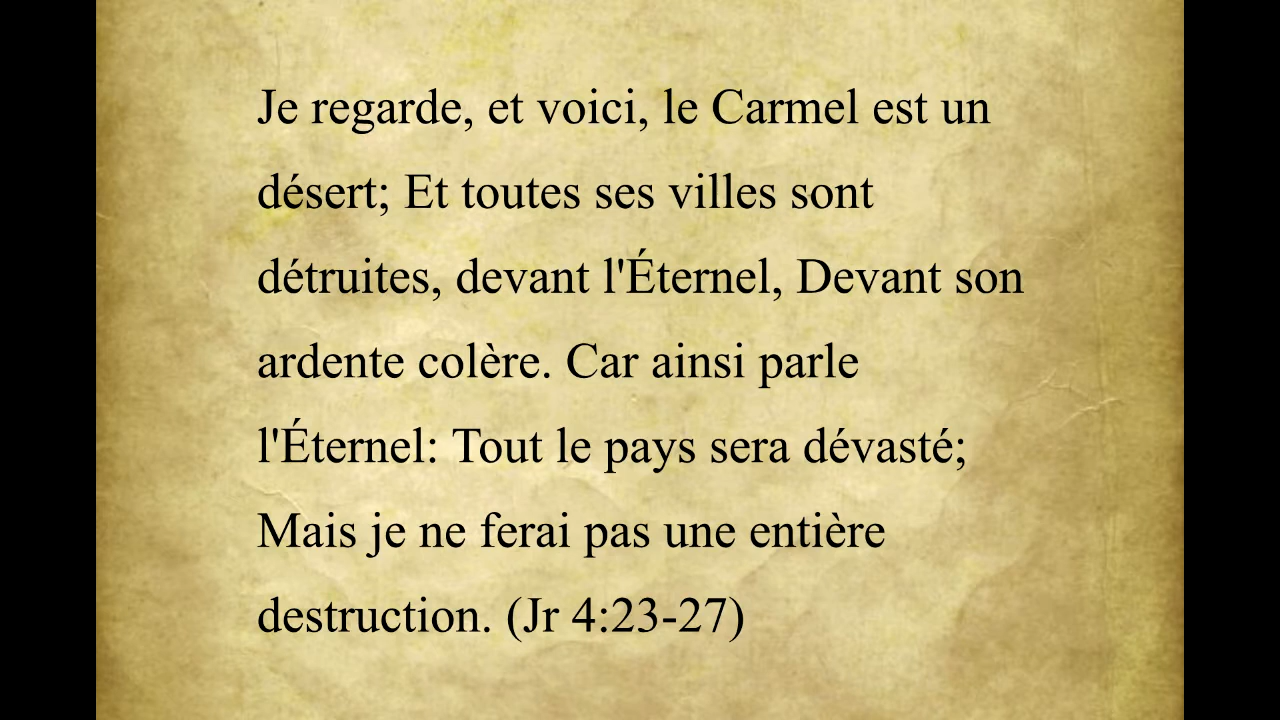 Je regarde, et voici, le Carmel est un
désert; Et toutes ses villes sont
détruites, devant l'Éternel, Devant son
ardente colère. Car ainsi parle
l'Éternel: Tout le pays sera dévasté;
Mais je ne ferai pas une entière
destruction. (Jr 4:23-27)